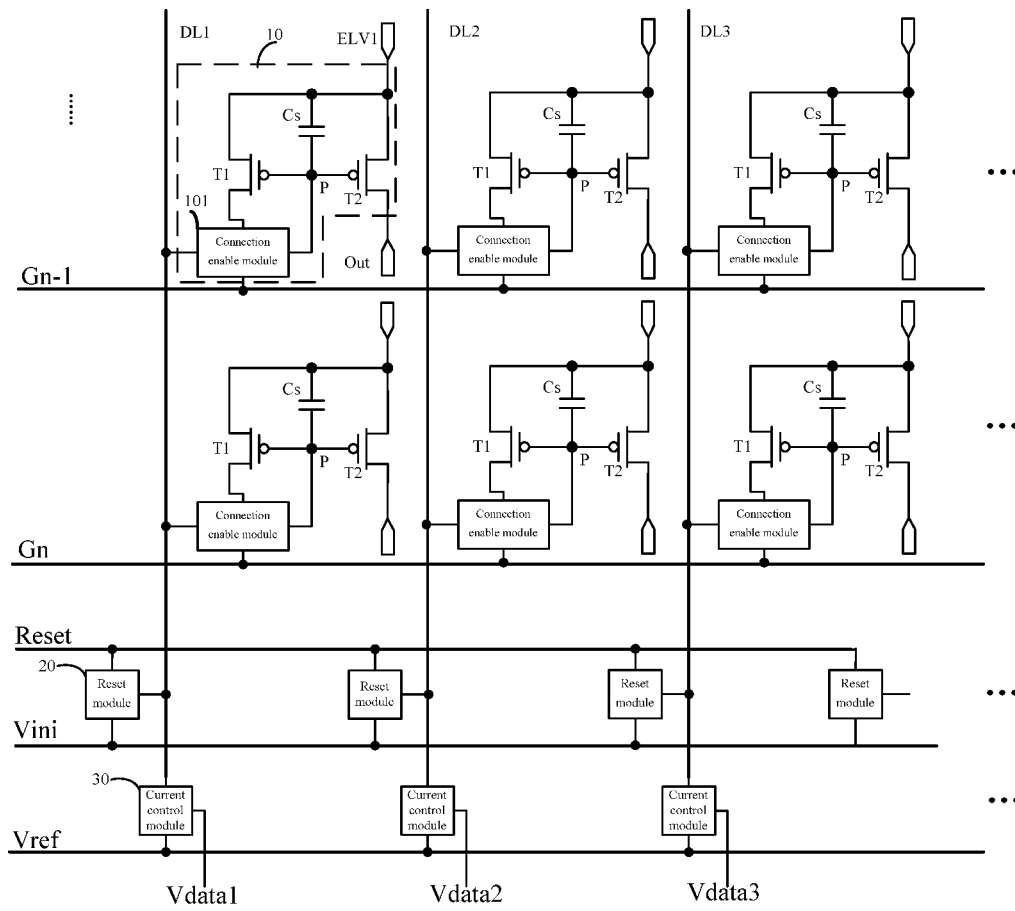 DL1
10
ELV1
DL2
DL3
Cs
Cs
Cs
T1
P
T2
T1
P
T2
T1
P
T2
101
Connection
enable module
Out
Connection
enable module
Connection
enable module
Gn-1
Cs
Cs
Cs
T1
P
T2
T1
P
T2
T1
P
T2
Connection
enable module
Connection
enable module
Connection
enable module
Gn
Reset
20
Reset
module
Reset
module
Reset
module
Reset
module
Vini
30
Current
control
module
Current
control
module
Current
control
module
Vref
Vdata1
Vdata2
Vdata3